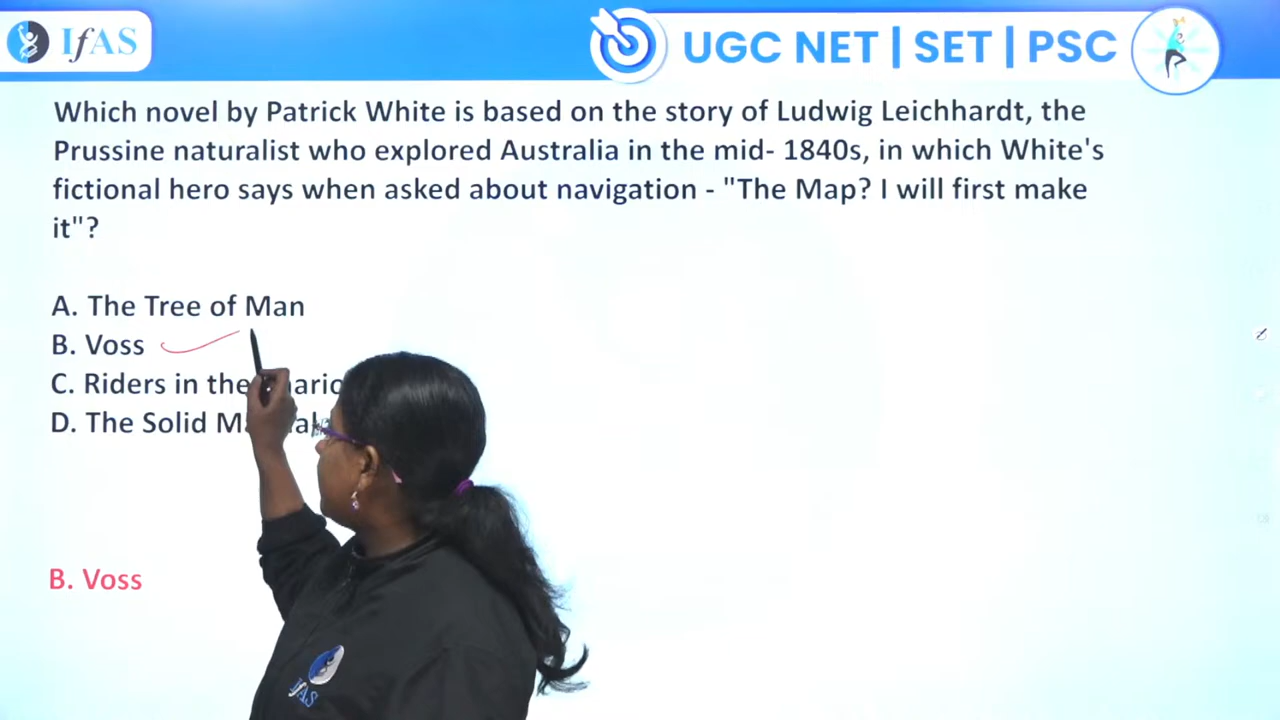 IfAS
UGC NET | SET | PSC
Which novel by Patrick White is based on the story of Ludwig Leichhardt, the
Prussine naturalist who explored Australia in the mid- 1840s, in which White's
fictional hero says when asked about navigation - "The Map? I will first make
it"?
A. The Tree of Man
B. Voss
C. Riders in the
D. The Solid
B. Voss
IfAS